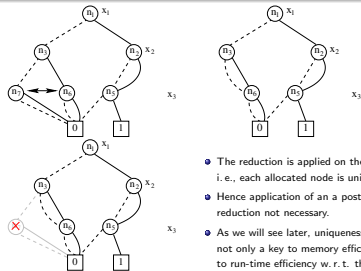 n1 x1
n3 n2 x2
n7 n6 n5 x3
0 1
n3 n2 x2
n6 n5 x3
0 1
n1 x1
n3 n2 x2
n6 n5 x3
0 1
The reduction is applied on the
i. e., each allocated node is uni
Hence application of an a post
reduction not necessary.
As we will see later, uniqueness
not only a key to memory effic
to run-time efficiency w. r. t. th